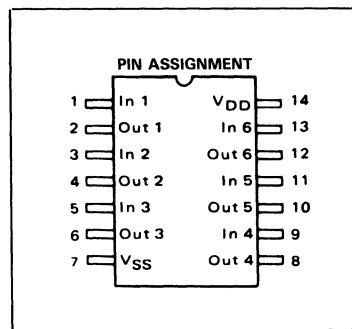 PIN ASSIGNMENT
1 In 1 VDD 14
2 Out 1 In 6 13
3 In 2 Out 6 12
4 Out 2 In 5 11
5 In 3 Out 5 10
6 Out 3 In 4 9
7 VSS Out 4 8